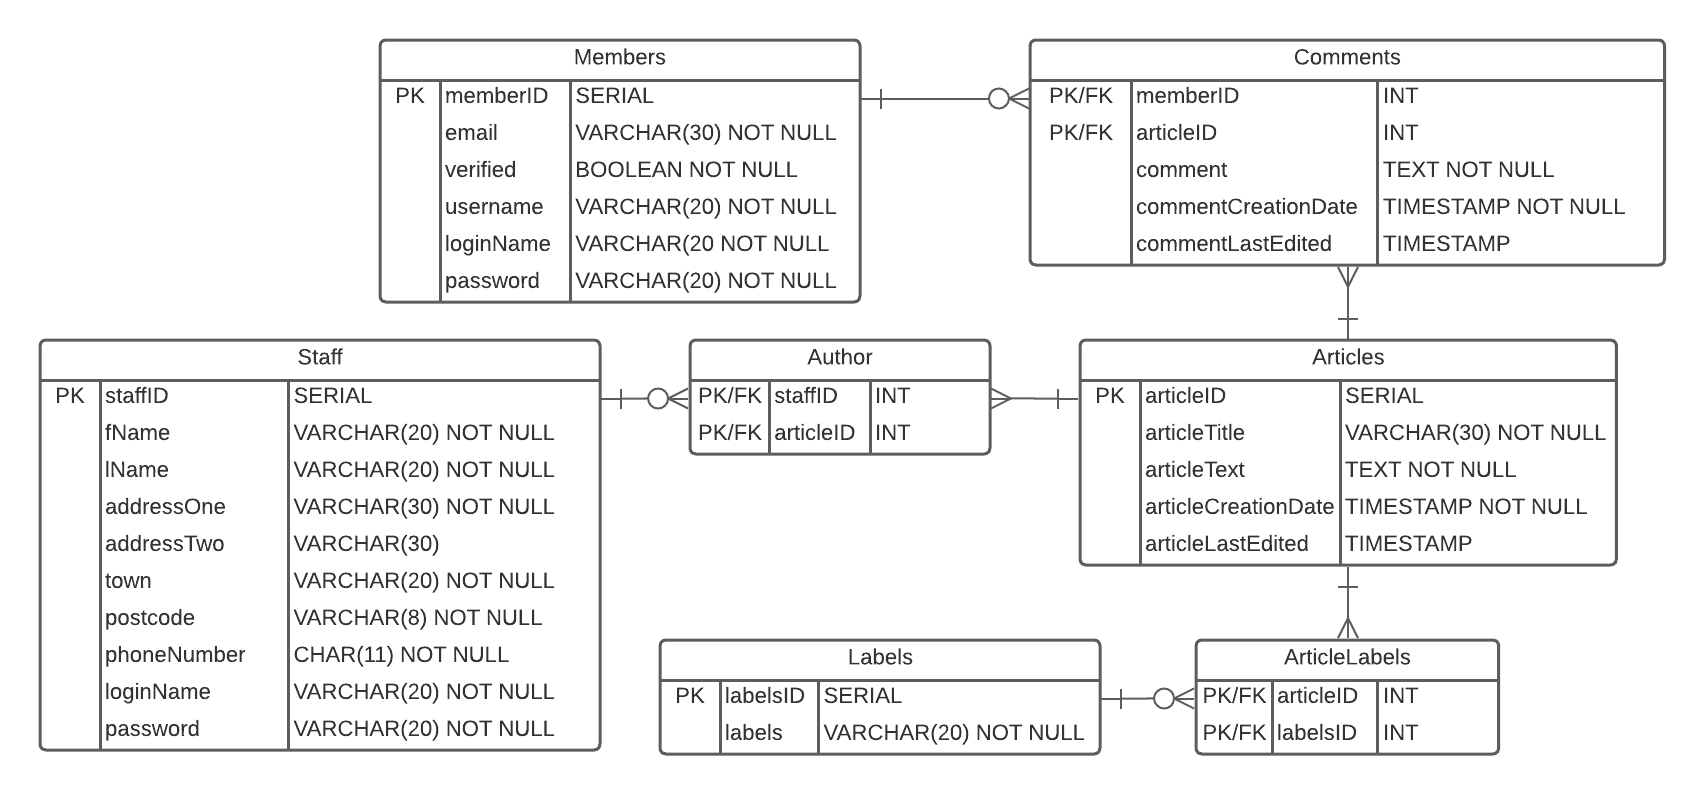 Members
PK memberID SERIAL
email VARCHAR(30) NOT NULL
verified BOOLEAN NOT NULL
username VARCHAR(20) NOT NULL
loginName VARCHAR(20 NOT NULL
password VARCHAR(20) NOT NULL
Comments
PK/FK memberID INT
PK/FK articleID INT
comment TEXT NOT NULL
commentCreationDate TIMESTAMP NOT NULL
commentLastEdited TIMESTAMP
Staff
PK staffID SERIAL
fName VARCHAR(20) NOT NULL
lName VARCHAR(20) NOT NULL
addressOne VARCHAR(30) NOT NULL
addressTwo VARCHAR(30)
town VARCHAR(20) NOT NULL
postcode VARCHAR(8) NOT NULL
phoneNumber CHAR(11) NOT NULL
loginName VARCHAR(20) NOT NULL
password VARCHAR(20) NOT NULL
Author
PK/FK staffID INT
PK/FK articleID INT
Articles
PK articleID SERIAL
articleTitle VARCHAR(30) NOT NULL
articleText TEXT NOT NULL
articleCreationDate TIMESTAMP NOT NULL
articleLastEdited TIMESTAMP
Labels
PK labelsID SERIAL
labels VARCHAR(20) NOT NULL
ArticleLabels
PK/FK articleID INT
PK/FK labelsID INT